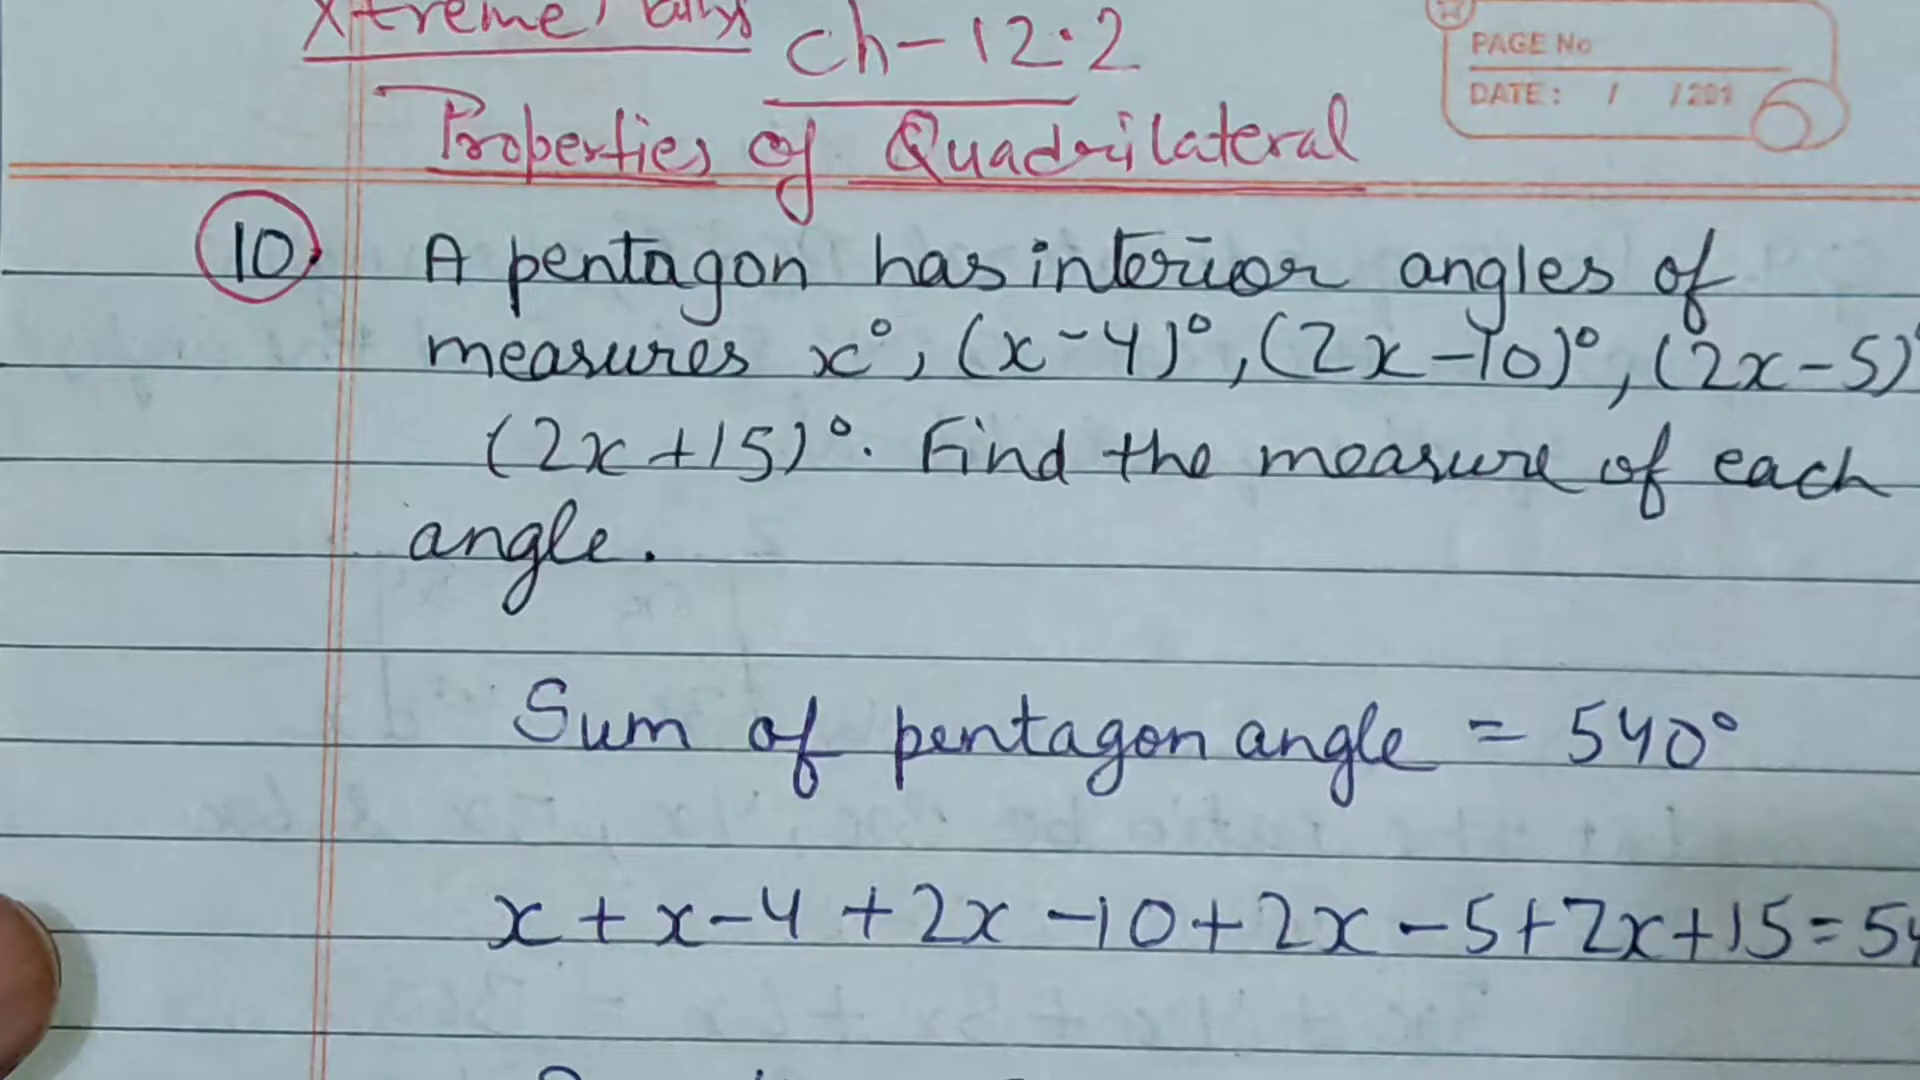 Xtreme
Ch-12.2
PAGE No
DATE: / /201
Properties of Quadrilateral
10 A pentagon has interior angles of
measures x°, (x-4)°, (2x-10)°, (2x-5)°
(2x+15)°. Find the measure of each
angle.
Sum of pentagon angle = 540°
x+x-4+2x-10+2x-5+2x+15=54